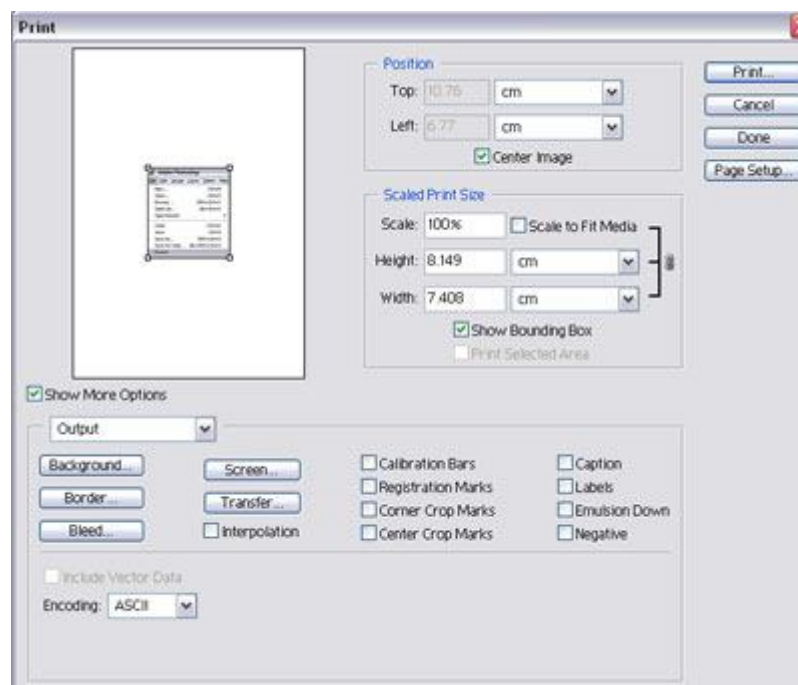 Print
Position
Top: 10.76 cm
Left: 6.77 cm
Center Image
Print...
Cancel
Done
Page Setup...
Scaled Print Size
Scale: 100% Scale to Fit Media
Height: 8.149 cm
Width: 7.408 cm
Show Bounding Box
Print Selected Area
Show More Options
Output
Background... Screen... Calibration Bars Caption
Border... Transfer... Registration Marks Labels
Bleed... Interpolation Corner Crop Marks Emulsion Down
Center Crop Marks Negative
Include Vector Data
Encoding: ASCII